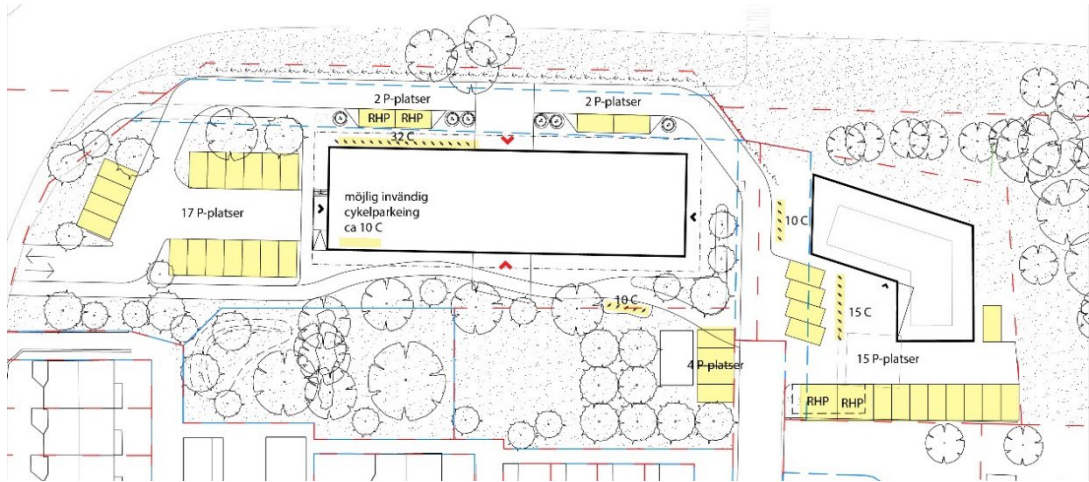 2 P-platser
2 P-platser
RHP
RHP
32 C
17 P-platser
möjlig invändig
cykelparkeing
ca 10 C
10 C
10 C
15 C
4 P-platser
15 P-platser
RHP
RHP